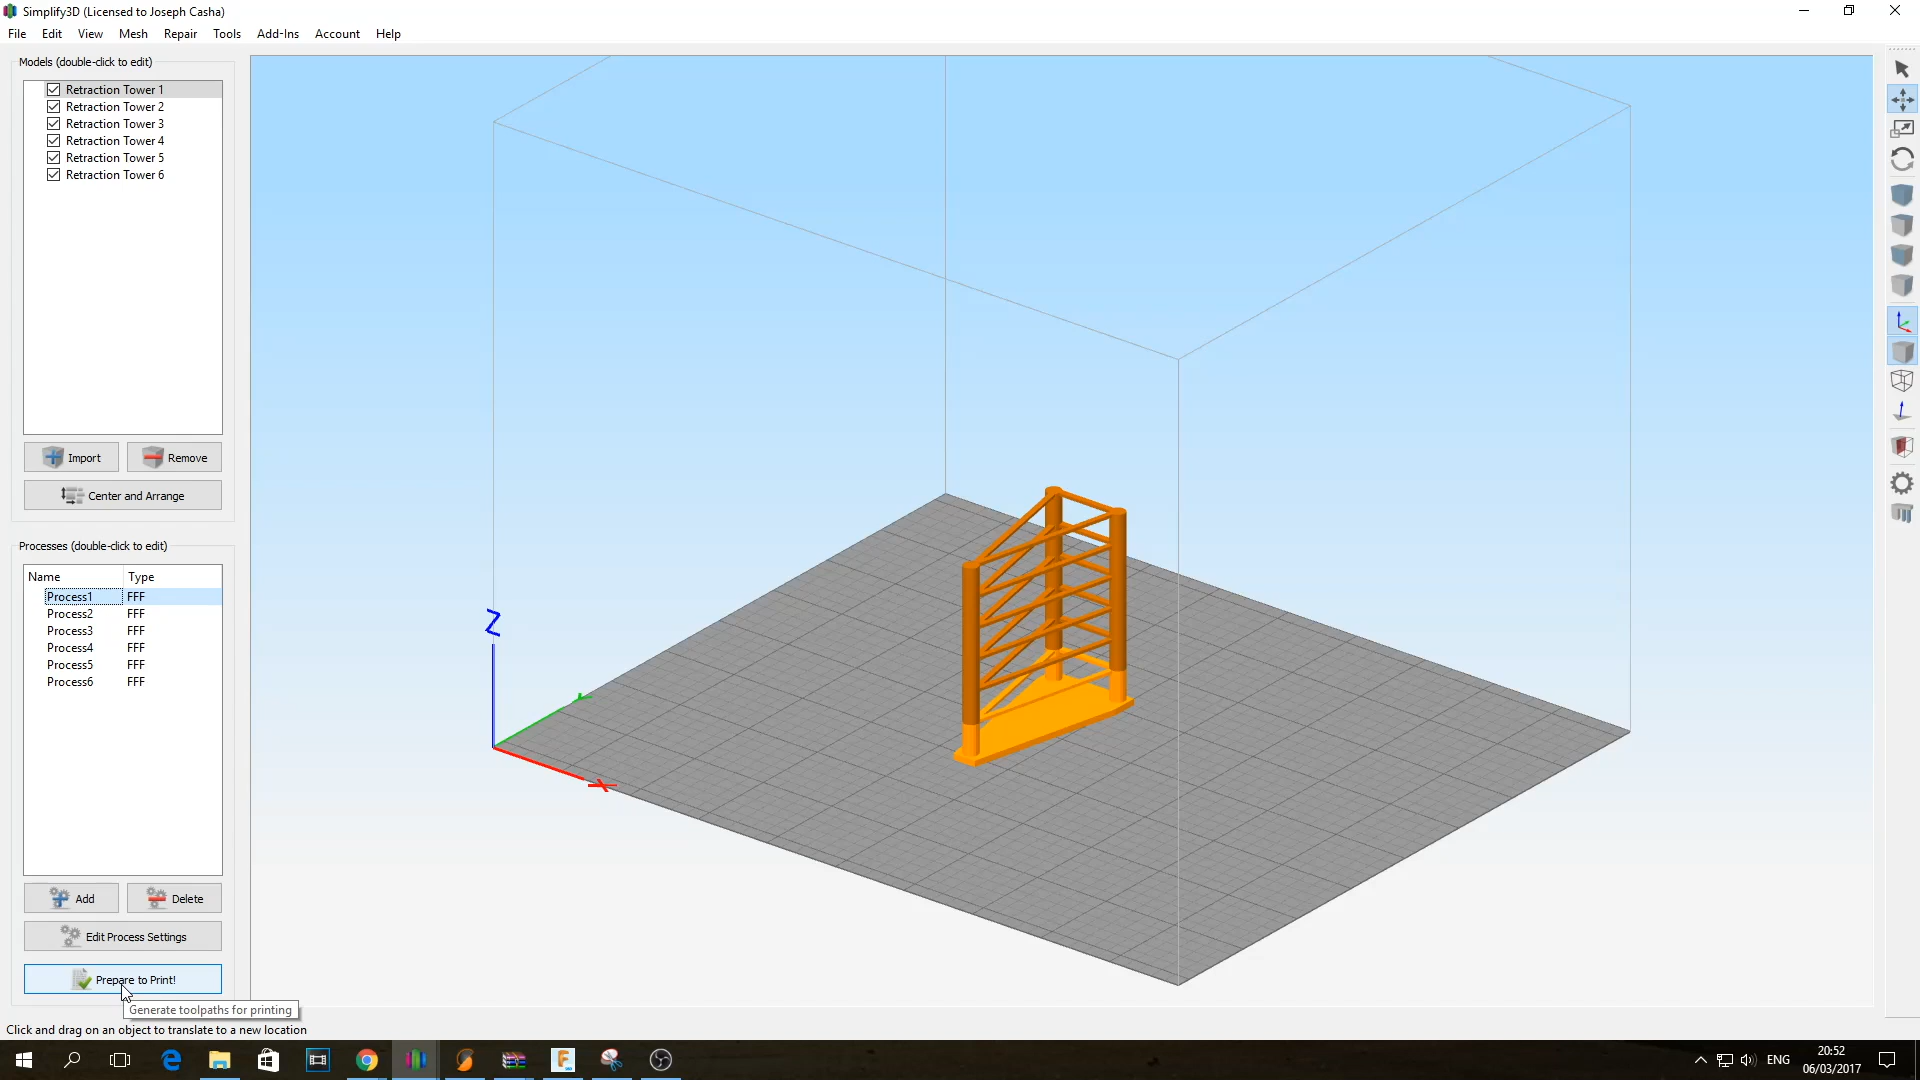 Simplify3D (Licensed to Joseph Casha)
File Edit View Mesh Repair Tools Add-Ins Account Help
Models (double-click to edit)
Retraction Tower 1
Retraction Tower 2
Retraction Tower 3
Retraction Tower 4
Retraction Tower 5
Retraction Tower 6
Import Remove
Center and Arrange
Processes (double-click to edit)
Name Type
Process1 FFF
Process2 FFF
Process3 FFF
Process4 FFF
Process5 FFF
Process6 FFF
Add Delete
Edit Process Settings
Prepare to Print!
Generate toolpaths for printing
Click and drag on an object to translate to a new location
Z
X
ENG
20:52
06/03/2017